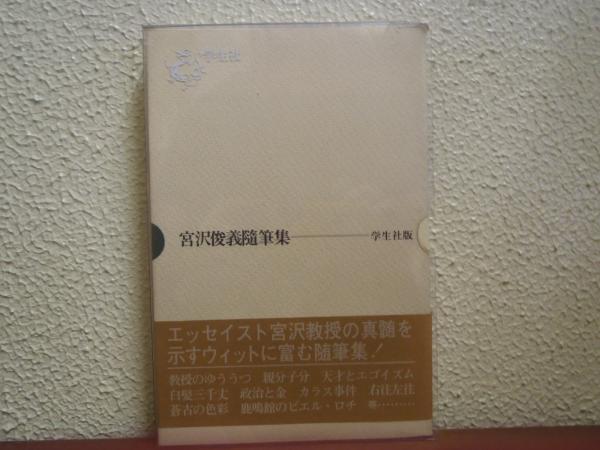 学生社
宮沢俊義随筆集――――学生社版
エッセイスト宮沢教授の真髄を
示すウィットに富む随筆集!
教授のゆううつ 親分子分 天才とエゴイズム
白髪三千丈 政治と金 カラス事件 右往左往
蒼古の色彩 鹿鳴館のピエル・ロチ 等………